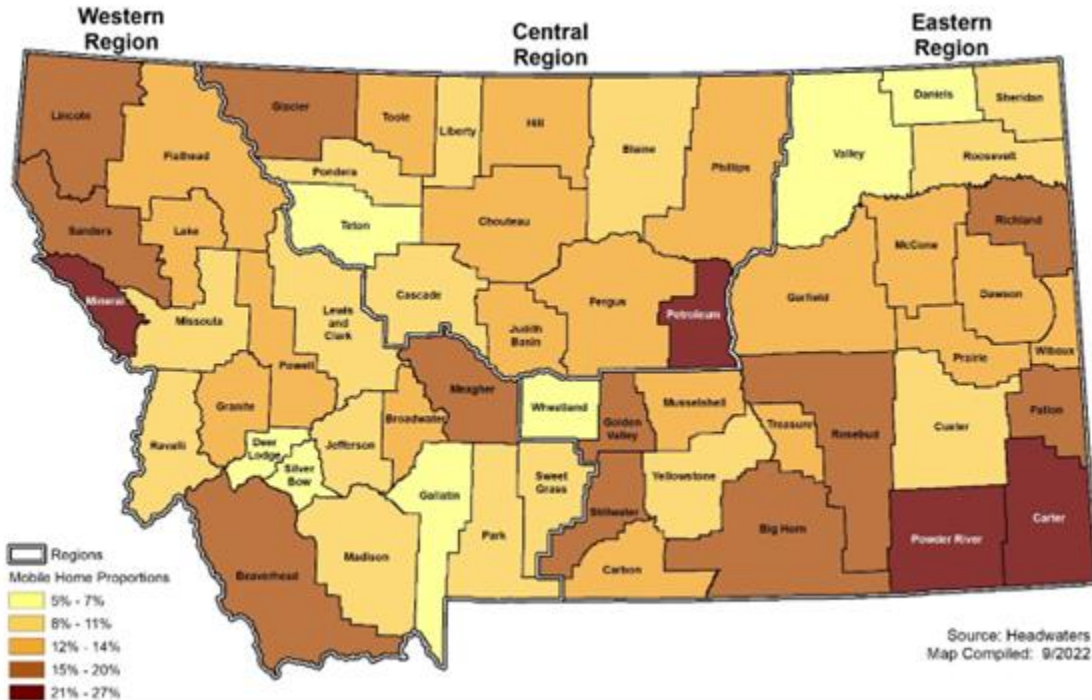 Western
Region
Central
Region
Eastern
Region
Lincoln
Flathead
Glacier
Toole
Liberty
Hill
Blaine
Phillips
Valley
Daniels
Sheridan
Roosevelt
Pondera
Teton
Chouteau
Sanders
Lake
Richland
McCone
Mineral
Missoula
Lewis
and
Clark
Cascade
Judith
Basin
Fergus
Petroleum
Garfield
Dawson
Prairie
Wibaux
Powell
Granite
Ravalli
Deer
Lodge
Silver
Bow
Jefferson
Broadwater
Meagher
Wheatland
Golden
Valley
Musselshell
Treasure
Rosebud
Custer
Fallon
Gallatin
Sweet
Grass
Yellowstone
Stillwater
Park
Madison
Beaverhead
Carbon
Big Horn
Powder River
Carter
Regions
Mobile Home Proportions
5% - 7%
8% - 11%
12% - 14%
15% - 20%
21% - 27%
Source: Headwaters
Map Compiled: 9/2022